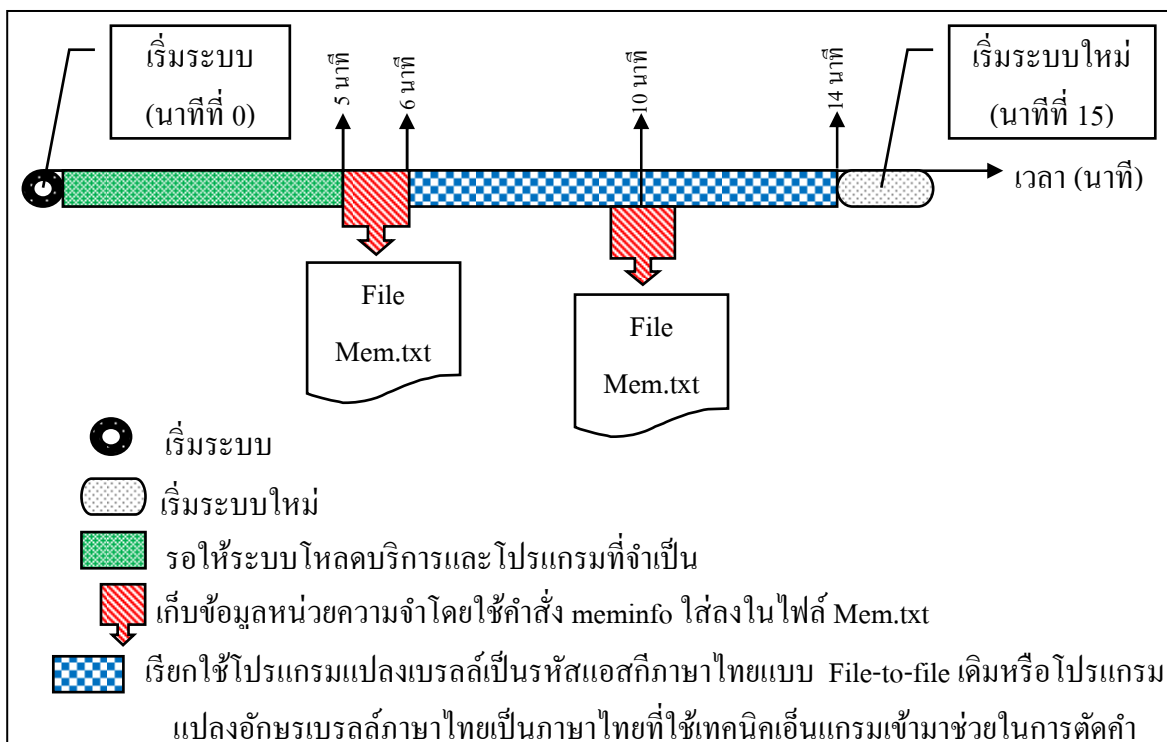 เริ่มระบบ
(นาทีที่ 0)
5 นาที
6 นาที
10 นาที
14 นาที
เริ่มระบบใหม่
(นาทีที่ 15)
เวลา (นาที)
File
Mem.txt
File
Mem.txt
เริ่มระบบ
เริ่มระบบใหม่
รอให้ระบบโหลดบริการและโปรแกรมที่จำเป็น
เก็บข้อมูลหน่วยความจำโดยใช้คำสั่ง meminfo ใส่ลงในไฟล์ Mem.txt
เรียกใช้โปรแกรมแปลงเบรลล์เป็นรหัสแอสกีภาษาไทยแบบ File-to-file เดิมหรือโปรแกรม
แปลงอักษรเบรลล์ภาษาไทยเป็นภาษาไทยที่ใช้เทคนิคเอ็นแกรมเข้ามาช่วยในการตัดคำ